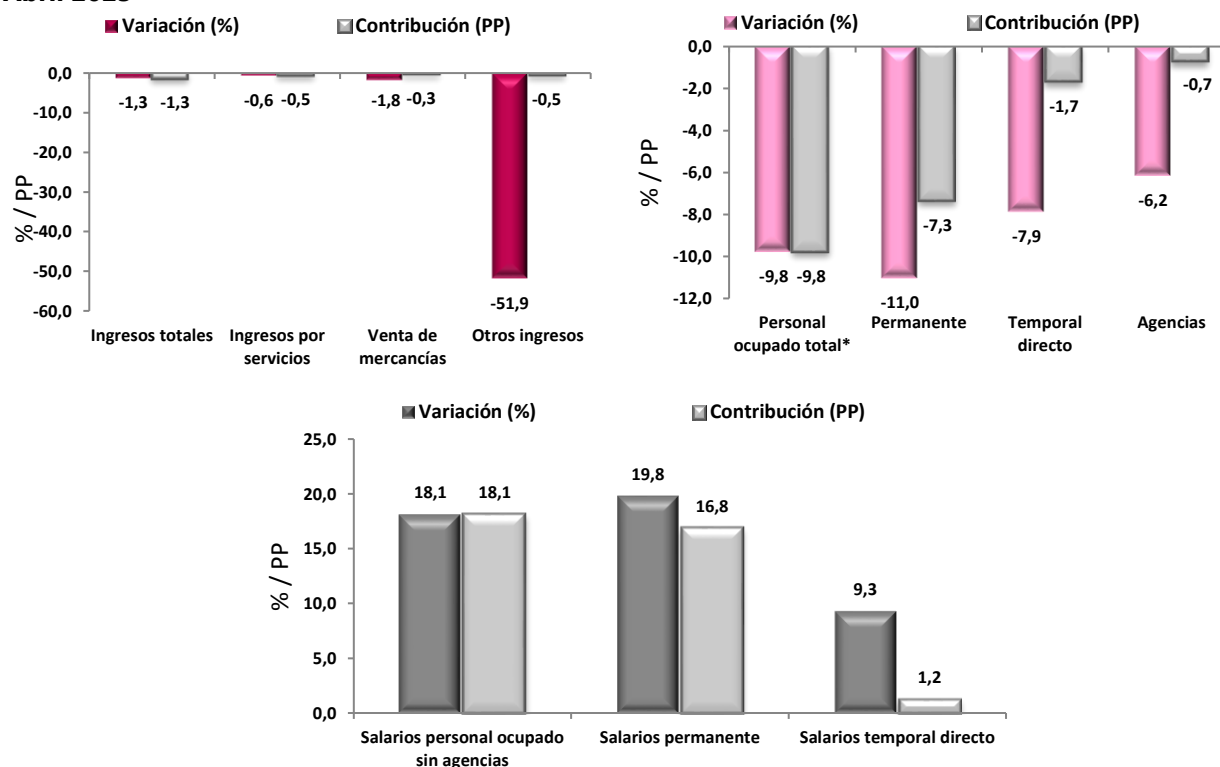 ■ Variación (%) ■ Contribución (PP)
0,0
-10,0
-20,0
-30,0
-40,0
-50,0
-60,0
% / PP
-1,3 -1,3
-0,6 -0,5
-1,8 -0,3
-51,9
-0,5
Ingresos totales
Ingresos por
servicios
Venta de
mercancías
Otros ingresos
■ Variación (%) ■ Contribución (PP)
0,0
-2,0
-4,0
-6,0
-8,0
-10,0
-12,0
% / PP
-9,8 -9,8
-11,0
-7,3
-7,9
-1,7
-6,2
-0,7
Personal
ocupado total*
Permanente
Temporal
directo
Agencias
■ Variación (%) ■ Contribución (PP)
25,0
20,0
15,0
10,0
5,0
0,0
% / PP
18,1 18,1
19,8
16,8
9,3
1,2
Salarios personal ocupado
sin agencias
Salarios permanente
Salarios temporal directo